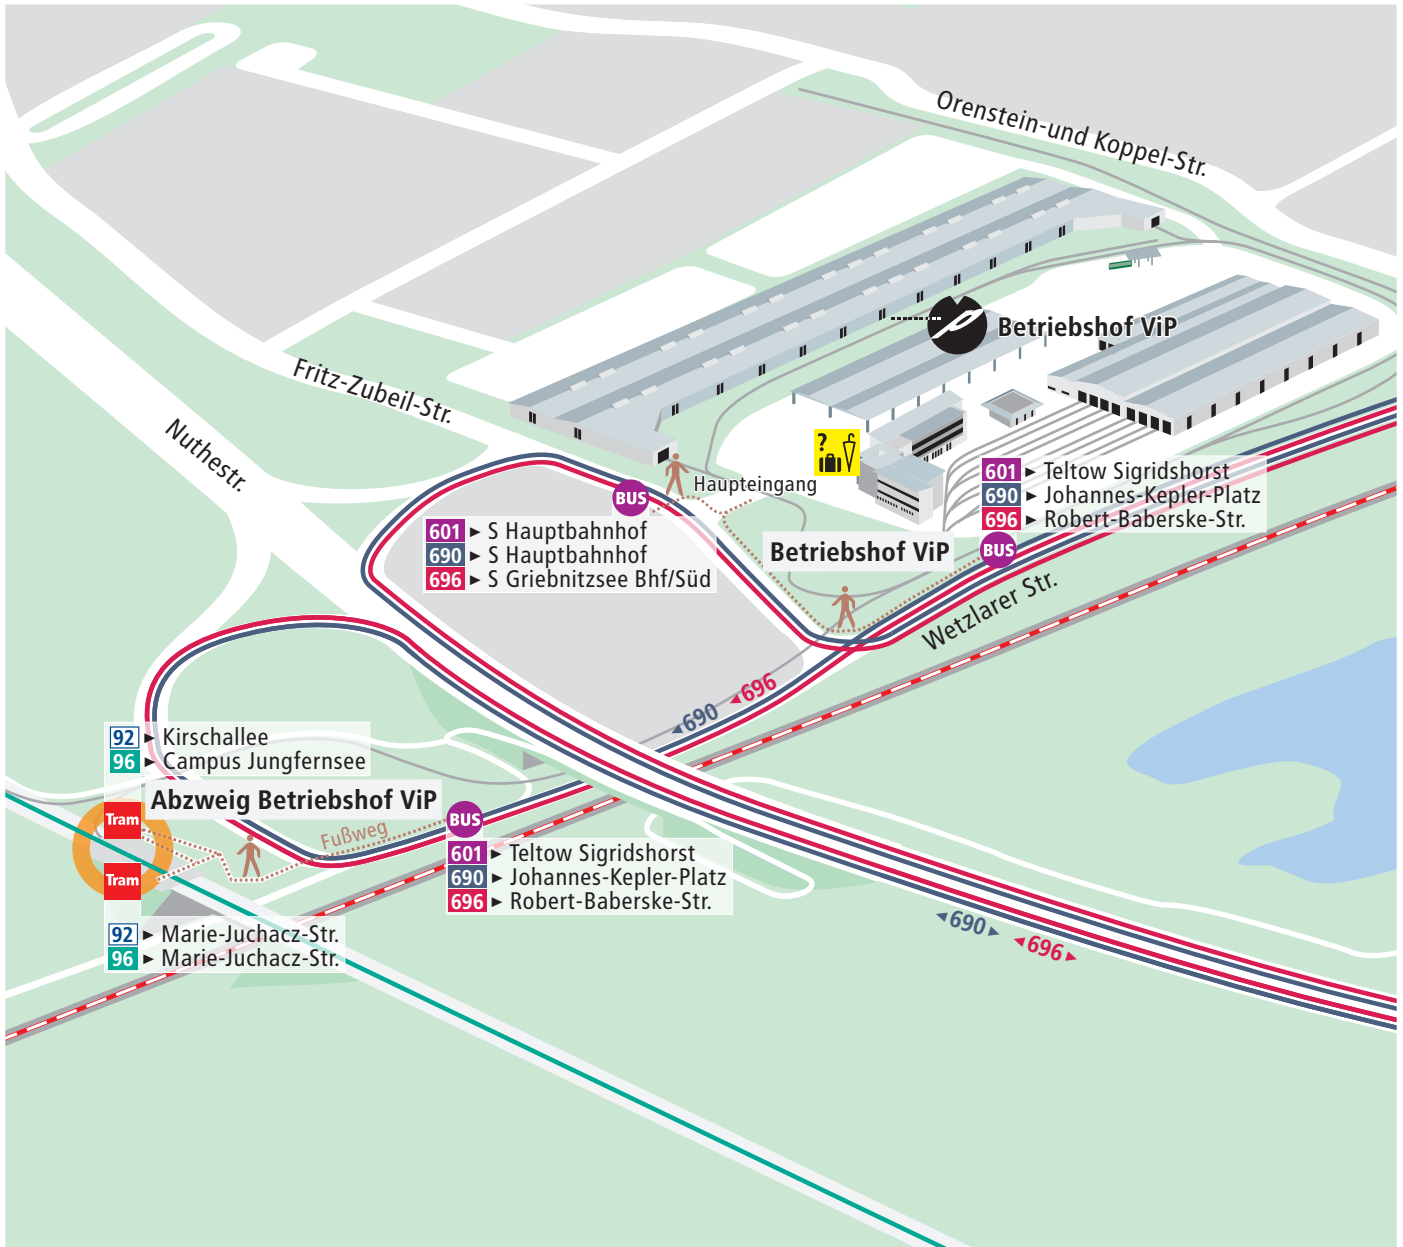 Orenstein-und Koppel-Str.
Betriebshof ViP
Fritz-Zubeil-Str.
Nuthestr.
?
Haupteingang
BUS
601 ► S Hauptbahnhof
690 ► S Hauptbahnhof
696 ► S Griebnitzsee Bhf/Süd
601 ► Teltow Sigridshorst
690 ► Johannes-Kepler-Platz
696 ► Robert-Baberske-Str.
Betriebshof ViP
BUS
Wetzlarer Str.
◄696
◄690
92 ► Kirschallee
96 ► Campus Jungfernsee
Abzweig Betriebshof ViP
Tram
Fußweg
BUS
601 ► Teltow Sigridshorst
690 ► Johannes-Kepler-Platz
696 ► Robert-Baberske-Str.
Tram
92 ► Marie-Juchacz-Str.
96 ► Marie-Juchacz-Str.
◄690►
◄696►